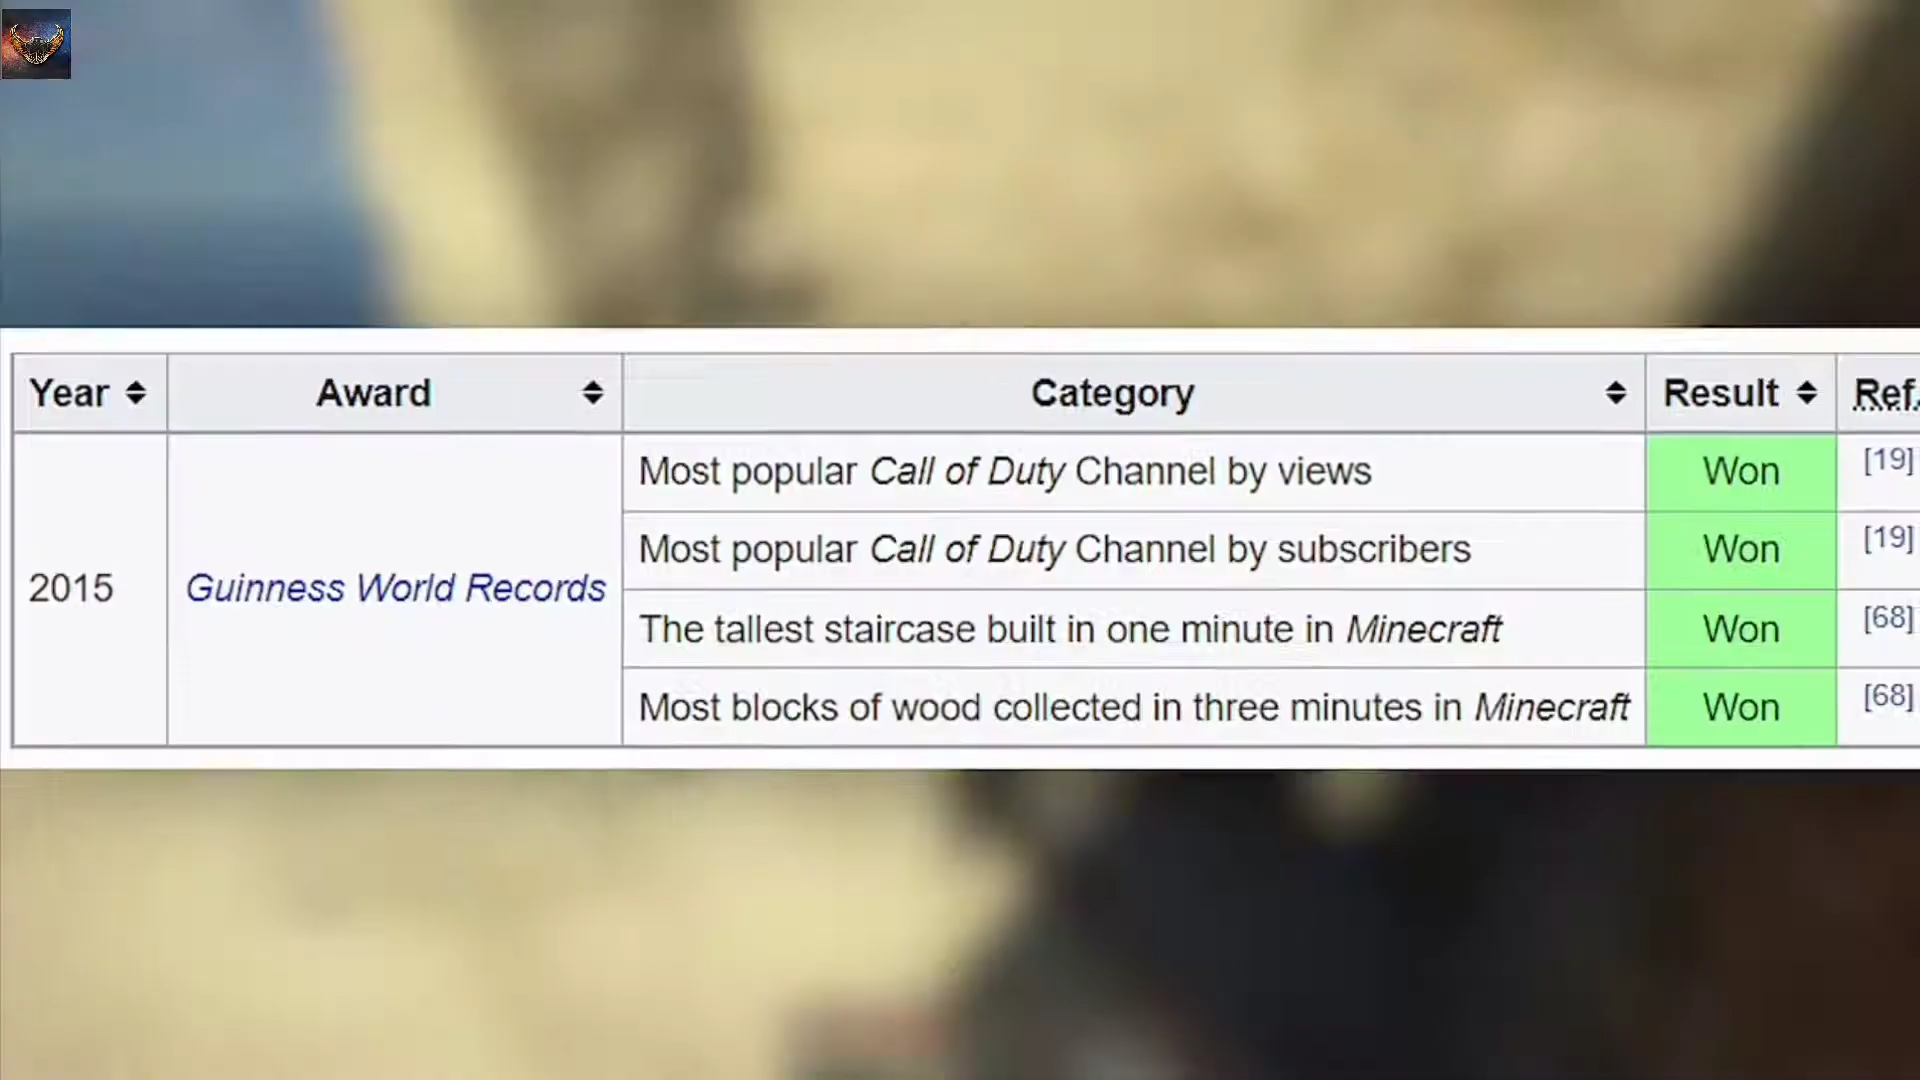 Year Award Category Result Ref.
2015 Guinness World Records
Most popular Call of Duty Channel by views Won [19]
Most popular Call of Duty Channel by subscribers Won [19]
The tallest staircase built in one minute in Minecraft Won [68]
Most blocks of wood collected in three minutes in Minecraft Won [68]